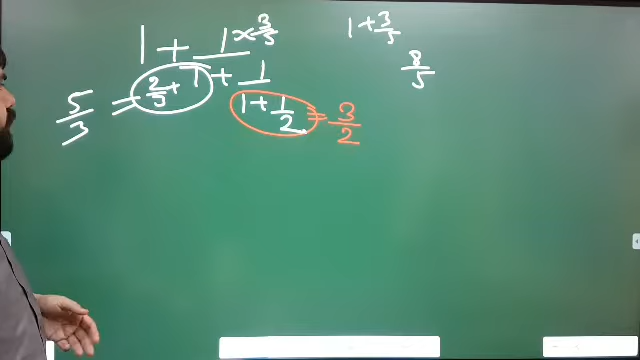 1 + 1 × 3/5
2/3 + 1 + 1
1 + 1/2 = 3/2
5/3 =
1 + 3/5
8/5